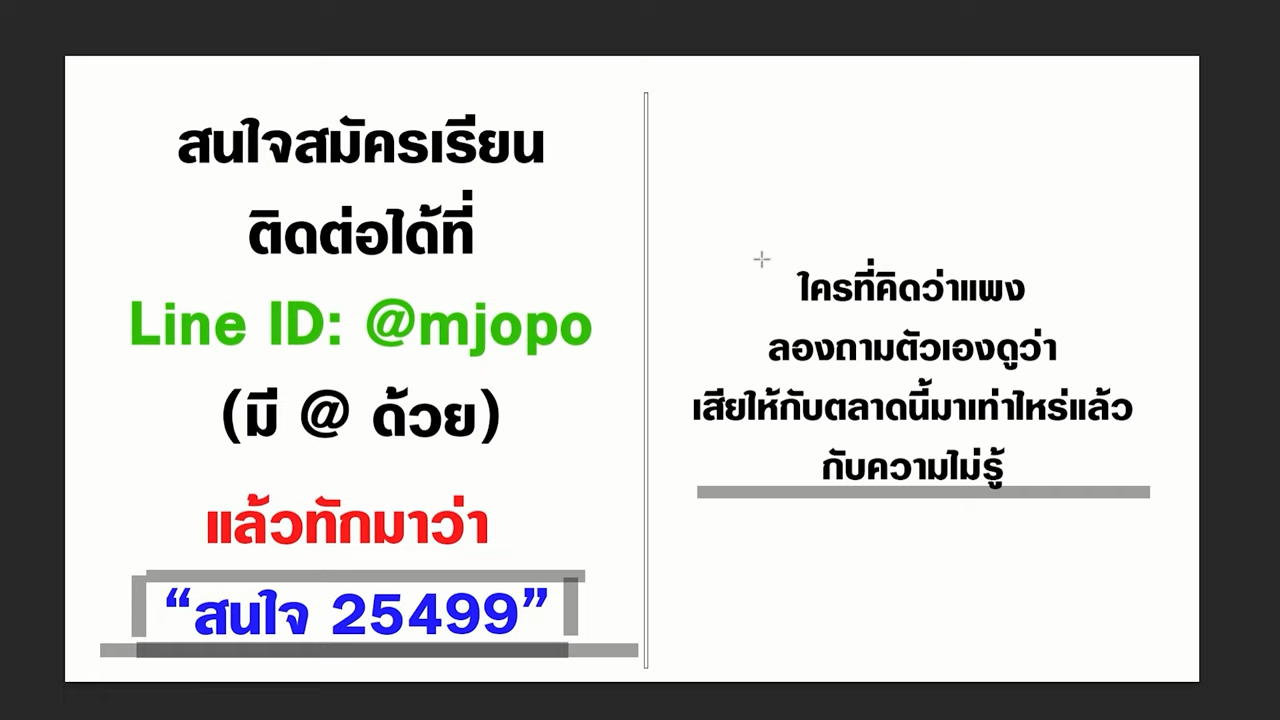 สนใจสมัครเรียน
ติดต่อได้ที่
Line ID: @mjopo
(มี @ ด้วย)
แล้วทักมาว่า
“สนใจ 25499”
ใครที่คิดว่าแพง
ลองถามตัวเองดูว่า
เสียให้กับตลาดนี้มาเท่าไหร่แล้ว
กับความไม่รู้